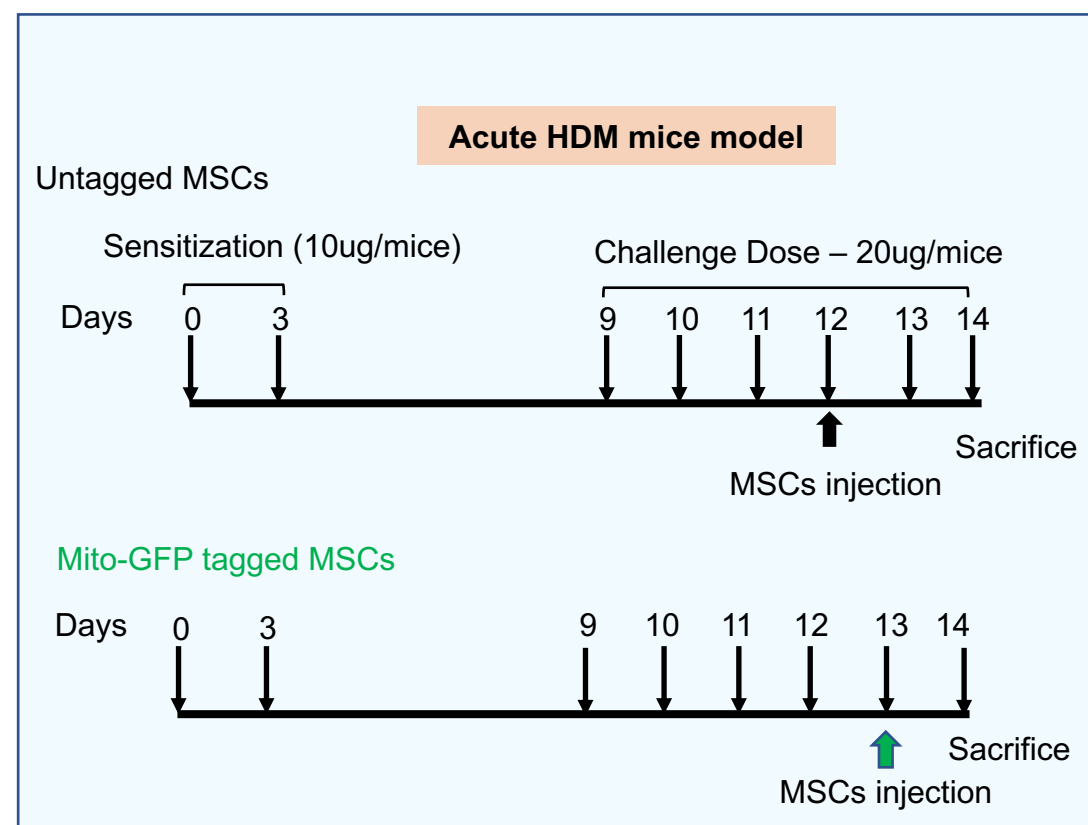 Acute HDM mice model
Untagged MSCs
Sensitization (10ug/mice)
Challenge Dose – 20ug/mice
Days 0 3 9 10 11 12 13 14
Sacrifice
MSCs injection
Mito-GFP tagged MSCs
Days 0 3 9 10 11 12 13 14
Sacrifice
MSCs injection